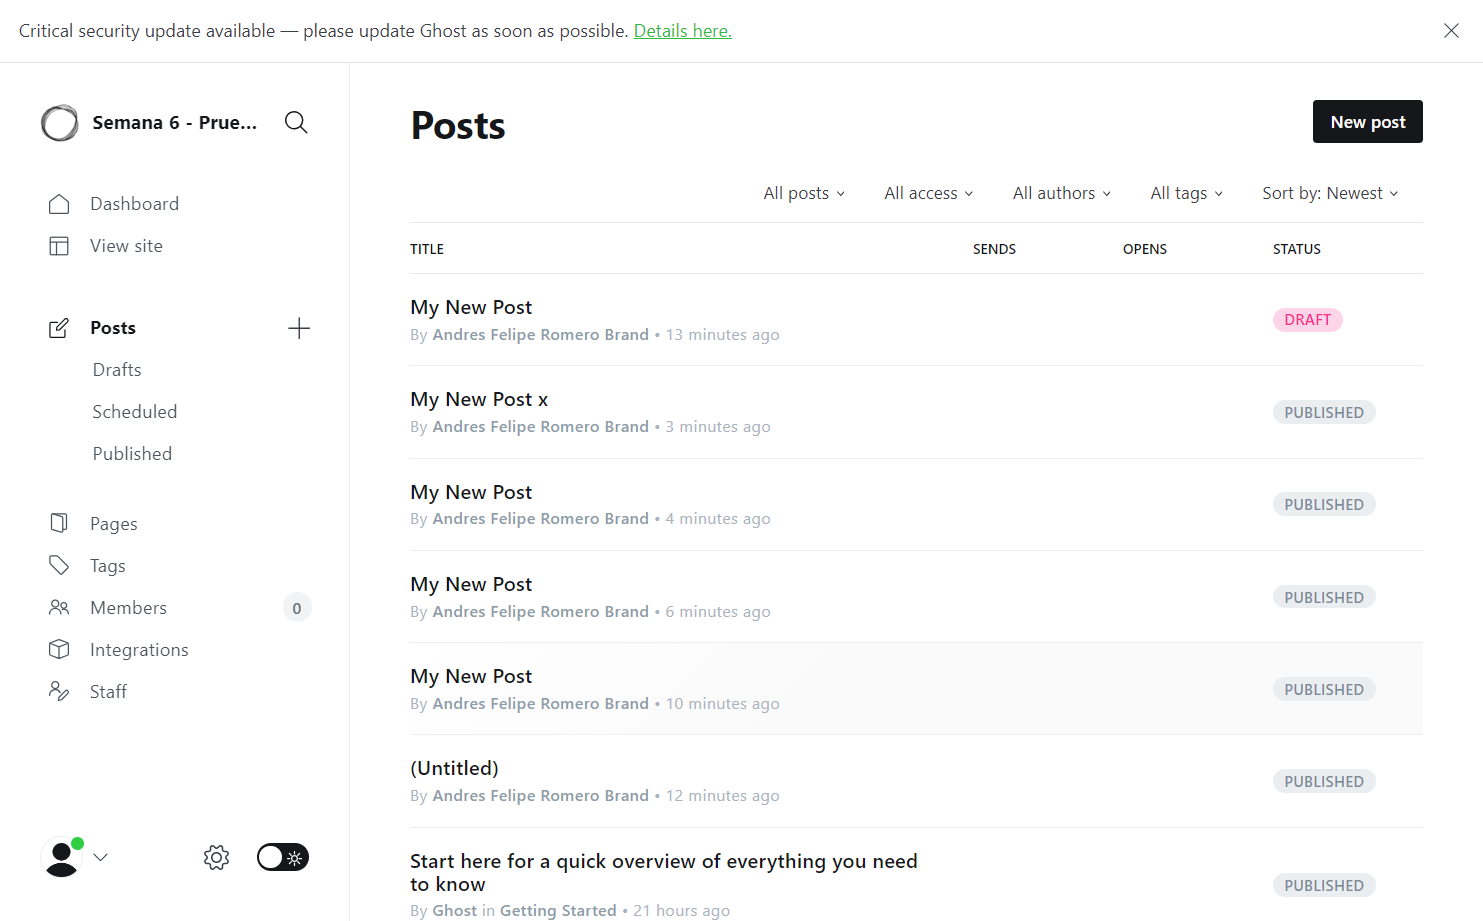 Critical security update available — please update Ghost as soon as possible. Details here.
Semana 6 - Prue...
Dashboard
View site
Posts
Drafts
Scheduled
Published
Pages
Tags
Members 0
Integrations
Staff
Posts
New post
All posts All access All authors All tags Sort by: Newest
TITLE SENDS OPENS STATUS
My New Post
By Andres Felipe Romero Brand • 13 minutes ago
DRAFT
My New Post x
By Andres Felipe Romero Brand • 3 minutes ago
PUBLISHED
My New Post
By Andres Felipe Romero Brand • 4 minutes ago
PUBLISHED
My New Post
By Andres Felipe Romero Brand • 6 minutes ago
PUBLISHED
My New Post
By Andres Felipe Romero Brand • 10 minutes ago
PUBLISHED
(Untitled)
By Andres Felipe Romero Brand • 12 minutes ago
PUBLISHED
Start here for a quick overview of everything you need
to know
By Ghost in Getting Started • 21 hours ago
PUBLISHED